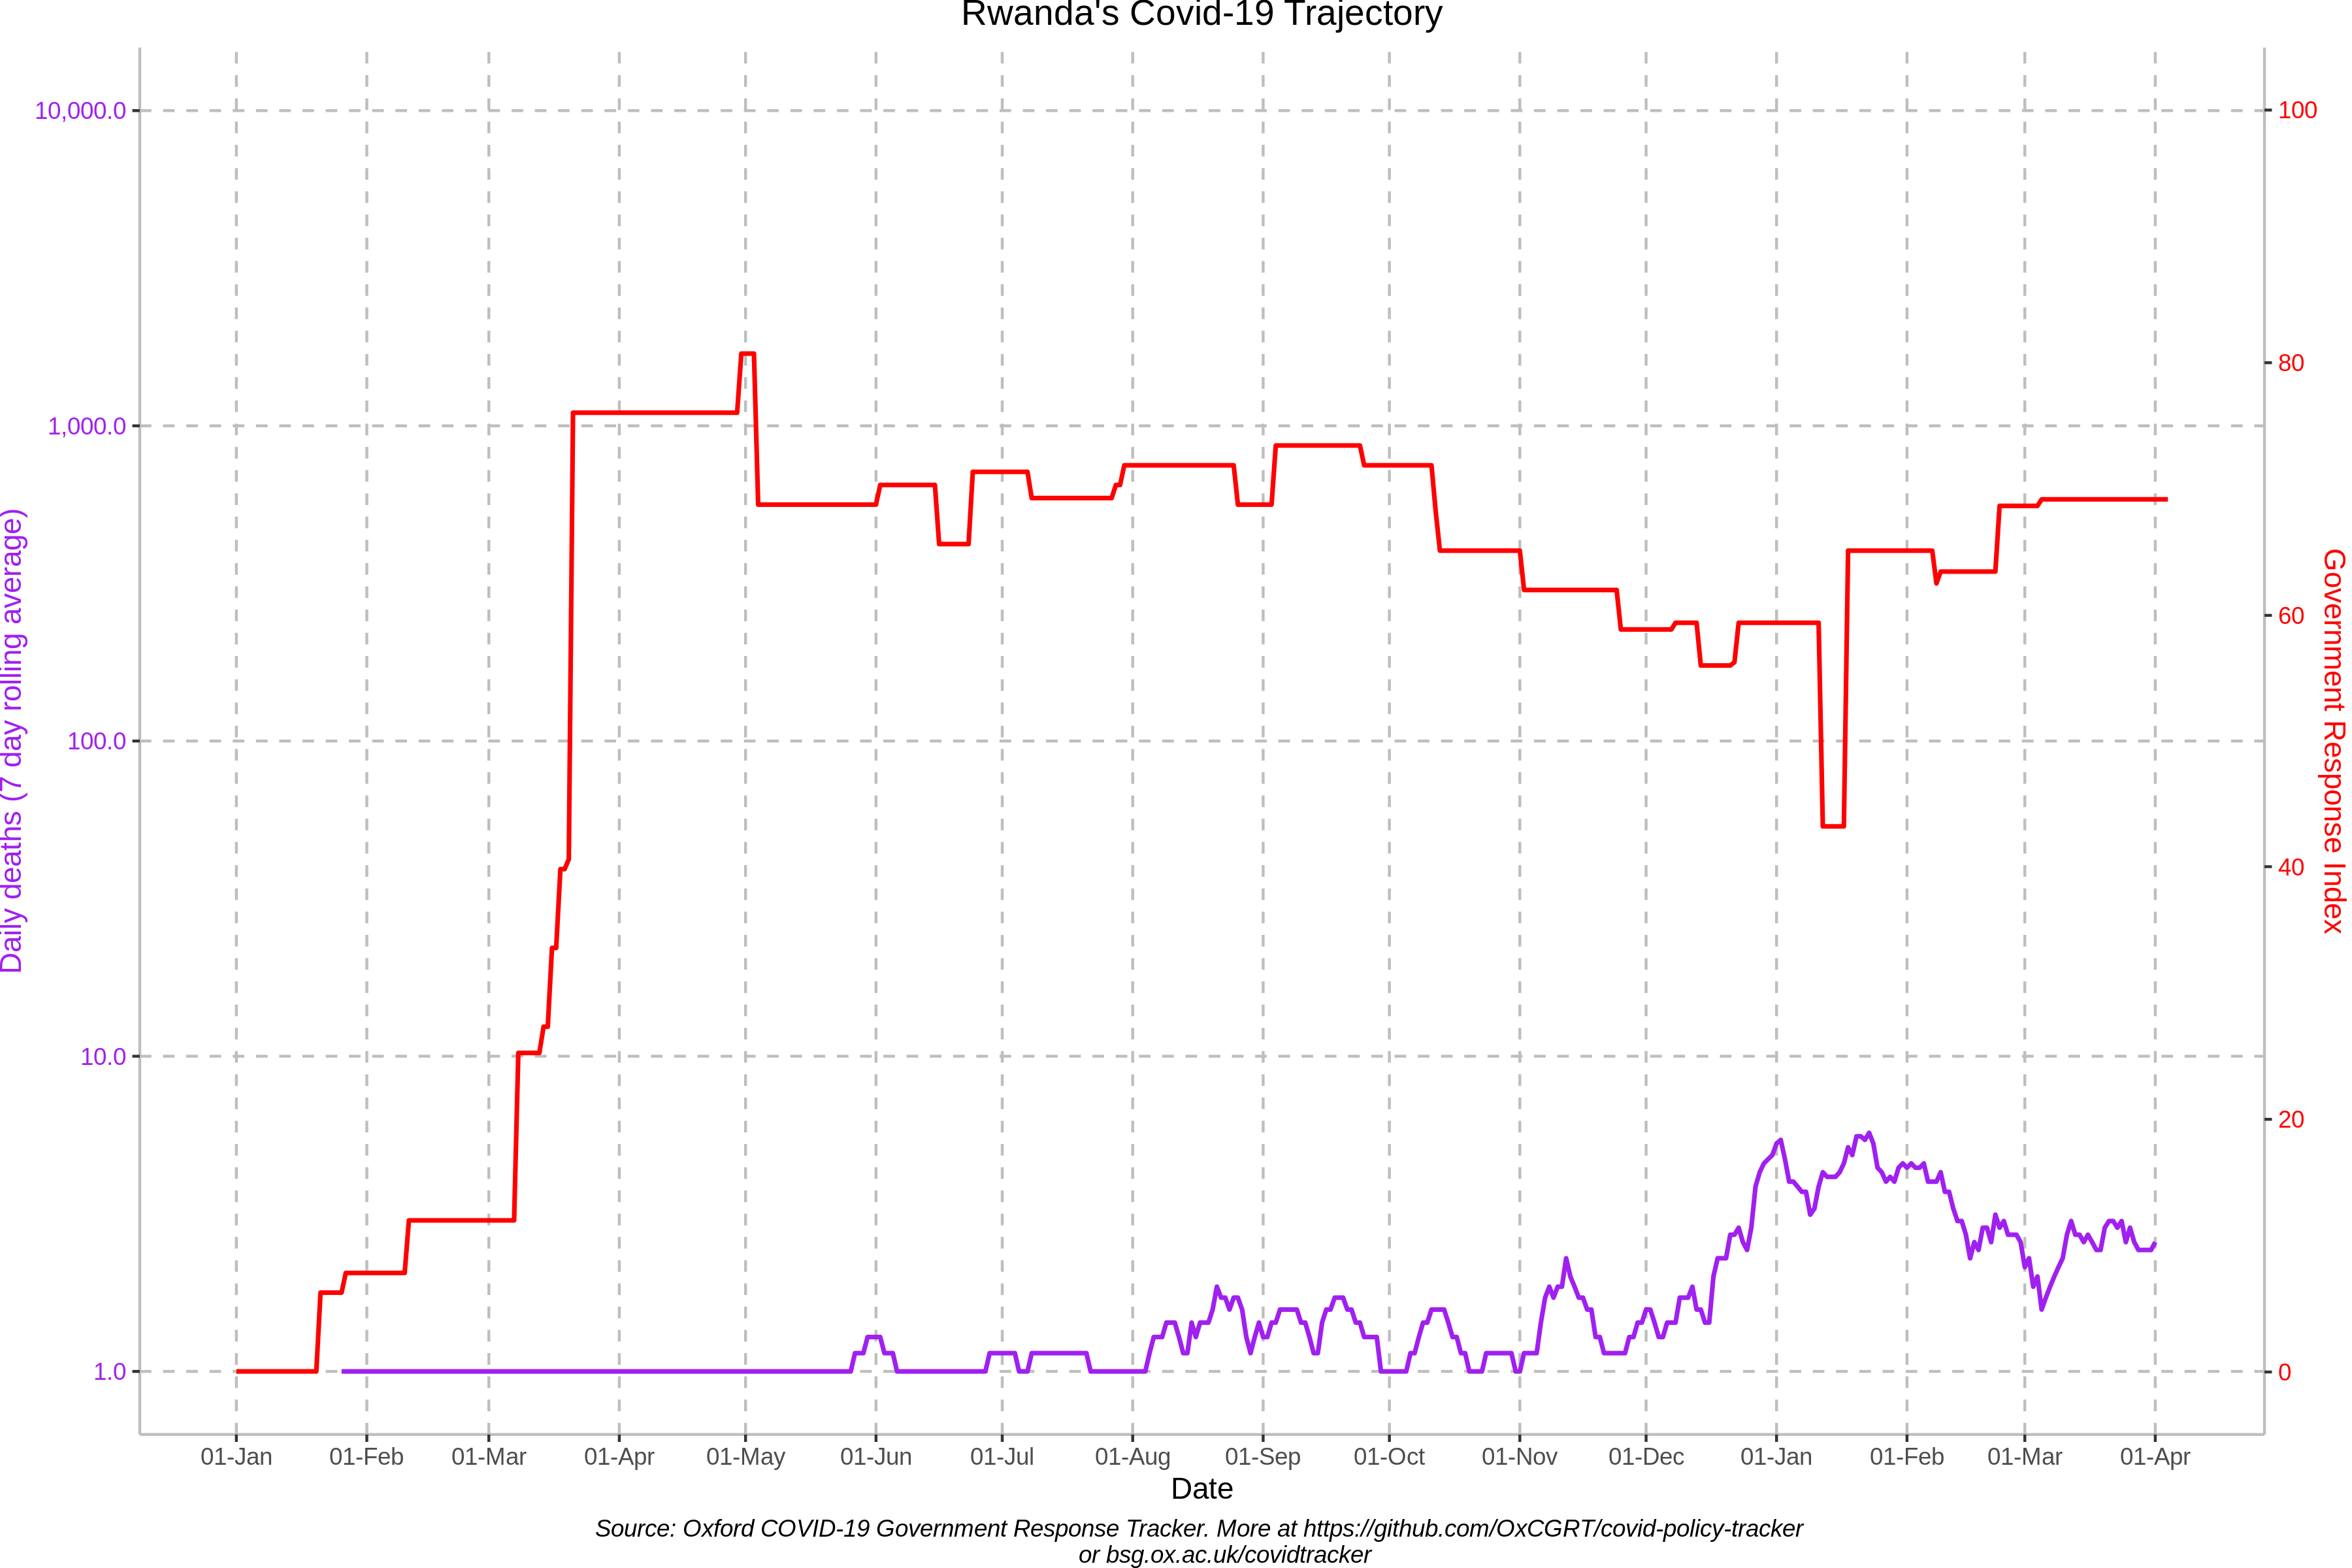 Rwanda's Covid-19 Trajectory
10,000.0
1,000.0
100.0
10.0
1.0
Daily deaths (7 day rolling average)
100
80
60
40
20
0
Government Response Index
01-Jan 01-Feb 01-Mar 01-Apr 01-May 01-Jun 01-Jul 01-Aug 01-Sep 01-Oct 01-Nov 01-Dec 01-Jan 01-Feb 01-Mar 01-Apr
Date
Source: Oxford COVID-19 Government Response Tracker. More at https://github.com/OxCGRT/covid-policy-tracker
or bsg.ox.ac.uk/covidtracker